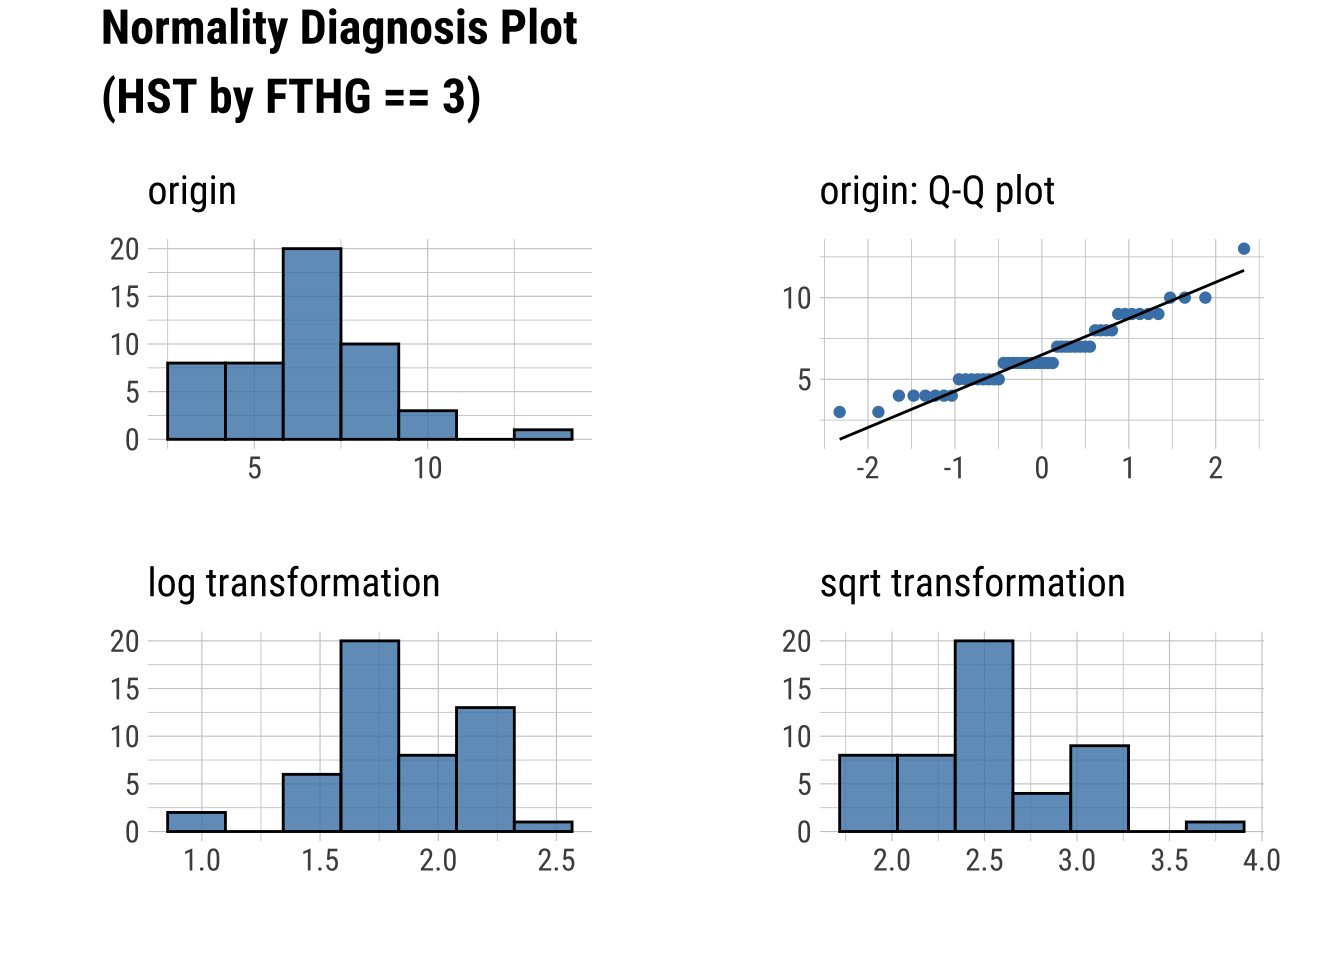 Normality Diagnosis Plot
(HST by FTHG == 3)
origin
20
15
10
5
0
5 10
origin: Q-Q plot
10
5
-2 -1 0 1 2
log transformation
20
15
10
5
0
1.0 1.5 2.0 2.5
sqrt transformation
20
15
10
5
0
2.0 2.5 3.0 3.5 4.0